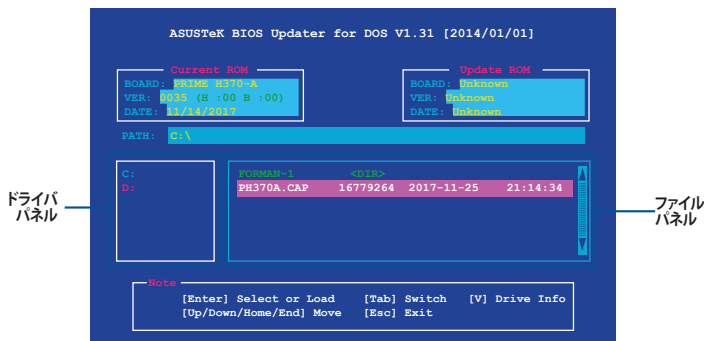 ASUSTeK BIOS Updater for DOS V1.31 [2014/01/01]
Current ROM
BOARD: PRIME H370-A
VER: 0035 (H :00 B :00)
DATE: 11/14/2017
Update ROM
BOARD: Unknown
VER: Unknown
DATE: Unknown
PATH: C:\
C:
D:
FORMAN~1 <DIR>
PH370A.CAP 16779264 2017-11-25 21:14:34
ドライバ
パネル
ファイル
パネル
Note
[Enter] Select or Load [Tab] Switch [V] Drive Info
[Up/Down/Home/End] Move [Esc] Exit